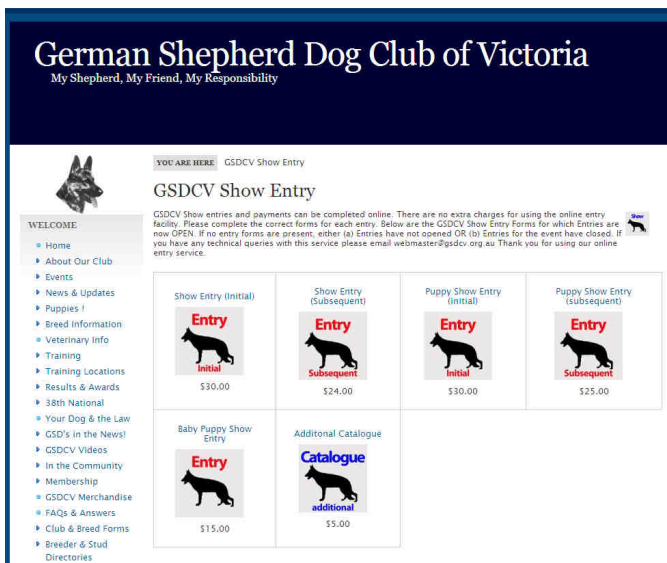 German Shepherd Dog Club of Victoria
My Shepherd, My Friend, My Responsibility
YOU ARE HERE GSDCV Show Entry
GSDCV Show Entry
GSDCV Show entries and payments can be completed online. There are no extra charges for using the online entry
facility. Please complete the correct forms for each entry. Below are the GSDCV Show Entry Forms for which Entries are
now OPEN. If no entry forms are present, either (a) Entries have not opened OR (b) Entries for the event have closed. If
you have any technical queries with this service please email webmaster@gsdcv.org.au Thank you for using our online
entry service.
Show
WELCOME
Home
About Our Club
Events
News & Updates
Puppies !
Breed Information
Veterinary Info
Training
Training Locations
Results & Awards
38th National
Your Dog & the Law
GSD's in the News!
GSDCV Videos
In the Community
Membership
GSDCV Merchandise
FAQs & Answers
Club & Breed Forms
Breeder & Stud
Directories
Show Entry (Initial)
Entry
Initial
$30.00
Show Entry
(Subsequent)
Entry
Subsequent
$24.00
Puppy Show Entry
(initial)
Entry
Initial
$30.00
Puppy Show Entry
(subsequent)
Entry
Subsequent
$25.00
Baby Puppy Show
Entry
Entry
$15.00
Additonal Catalogue
Catalogue
additional
$5.00